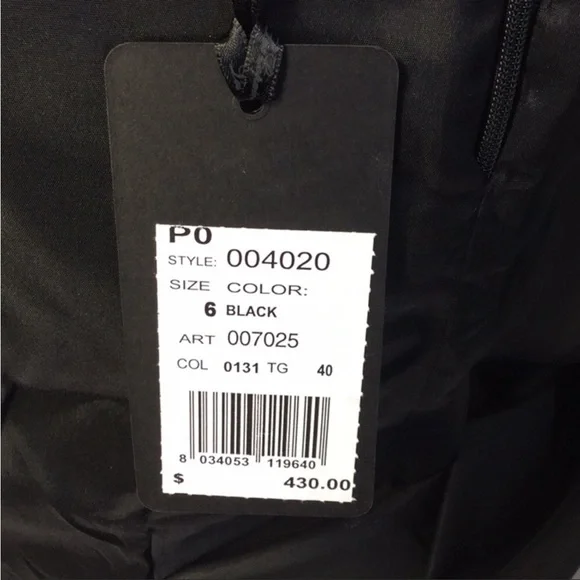 P0
STYLE: 004020
SIZE COLOR:
6 BLACK
ART 007025
COL 0131 TG 40
8 034053 119640
$ 430.00